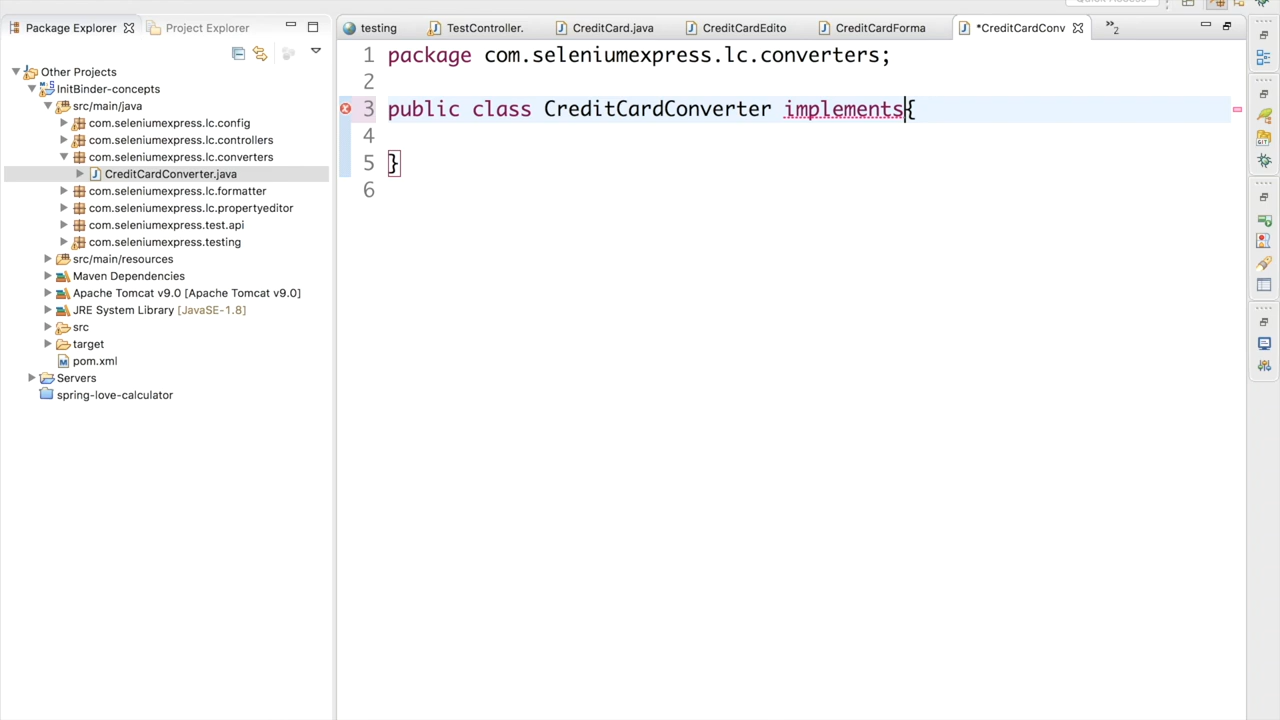 Quick Access
Package Explorer
Project Explorer
testing
TestController.
CreditCard.java
CreditCardEdito
CreditCardForma
*CreditCardConv
»2
Other Projects
InitBinder-concepts
src/main/java
com.seleniumexpress.lc.config
com.seleniumexpress.lc.controllers
com.seleniumexpress.lc.converters
CreditCardConverter.java
com.seleniumexpress.lc.formatter
com.seleniumexpress.lc.propertyeditor
com.seleniumexpress.test.api
com.seleniumexpress.testing
src/main/resources
Maven Dependencies
Apache Tomcat v9.0 [Apache Tomcat v9.0]
JRE System Library [JavaSE-1.8]
src
target
pom.xml
Servers
spring-love-calculator
1 package com.seleniumexpress.lc.converters;
2
3 public class CreditCardConverter implements{
4
5 }
6